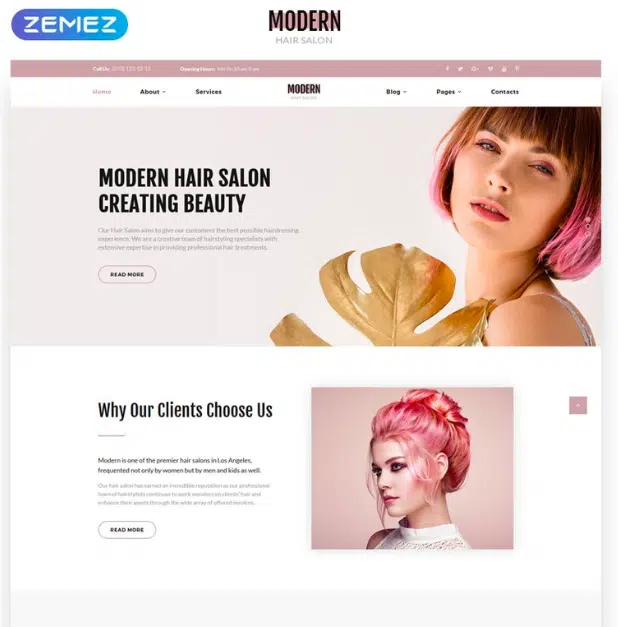 ZEMEZ
MODERN
HAIR SALON
Call Us:
Opening Hours:
Home About Services
MODERN
HAIR SALON
Blog Pages Contacts
MODERN HAIR SALON
CREATING BEAUTY
Our Hair Salon aims to give our customers the best possible hairdressing
experience. We are a creative team of hairstyling specialists with
extensive expertise in providing professional hair treatments.
READ MORE
Why Our Clients Choose Us
Modern is one of the premier hair salons in Los Angeles,
frequented not only by women but by men and kids as well.
Our hair salon has earned an incredible reputation as our professional
team of hairstylists continues to work wonders on clients' hair and
enhance their assets through the wide array of offered services.
READ MORE